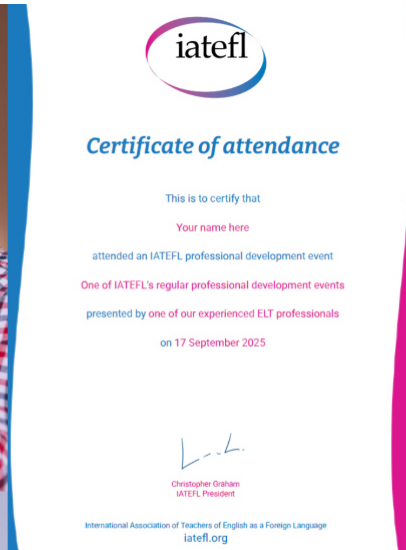 iatefl
Certificate of attendance
This is to certify that
Your name here
attended an IATEFL professional development event
One of IATEFL's regular professional development events
presented by one of our experienced ELT professionals
on 17 September 2025
Christopher Graham
IATEFL President
International Association of Teachers of English as a Foreign Language
iatefl.org